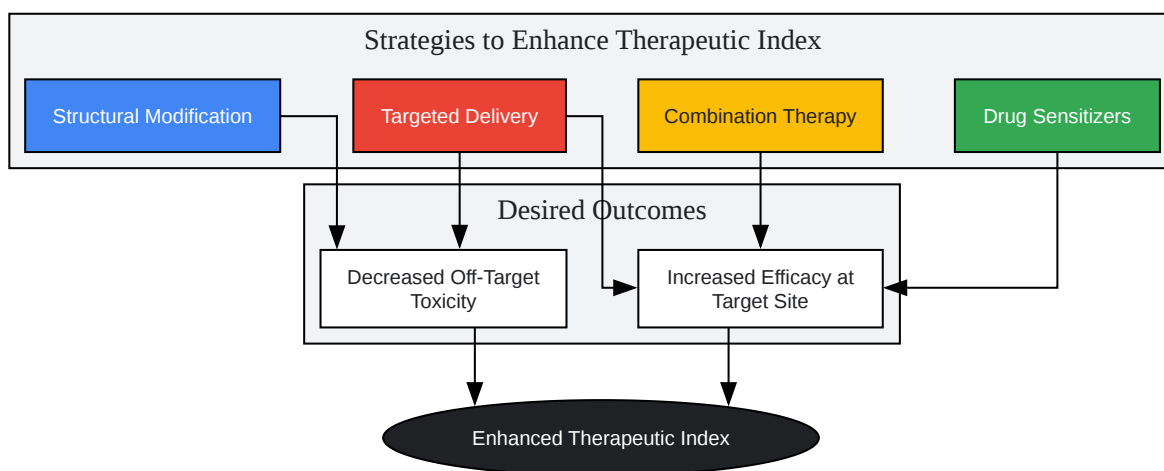 Strategies to Enhance Therapeutic Index
Structural Modification
Targeted Delivery
Combination Therapy
Drug Sensitizers
Desired Outcomes
Decreased Off-Target
Toxicity
Increased Efficacy at
Target Site
Enhanced Therapeutic Index